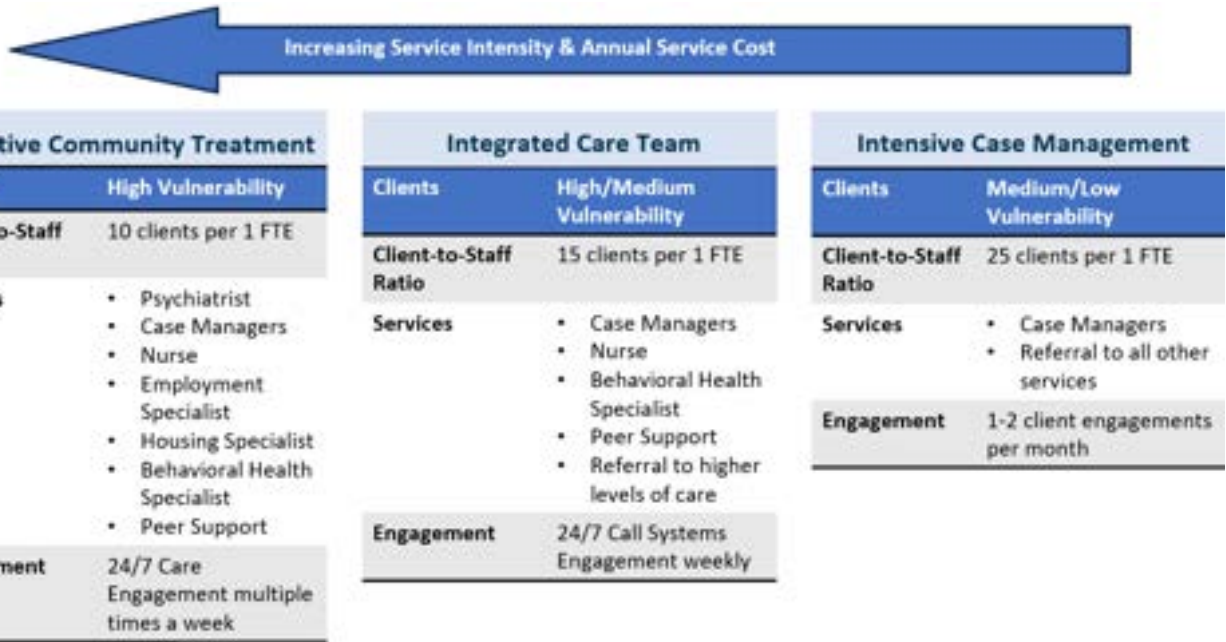 Increasing Service Intensity & Annual Service Cost
tive Community Treatment
High Vulnerability
o-Staff 10 clients per 1 FTE
s • Psychiatrist
• Case Managers
• Nurse
• Employment
Specialist
• Housing Specialist
• Behavioral Health
Specialist
• Peer Support
ment 24/7 Care
Engagement multiple
times a week
Integrated Care Team
Clients High/Medium
Vulnerability
Client-to-Staff 15 clients per 1 FTE
Ratio
Services • Case Managers
• Nurse
• Behavioral Health
Specialist
• Peer Support
• Referral to higher
levels of care
Engagement 24/7 Call Systems
Engagement weekly
Intensive Case Management
Clients Medium/Low
Vulnerability
Client-to-Staff 25 clients per 1 FTE
Ratio
Services • Case Managers
• Referral to all other
services
Engagement 1-2 client engagements
per month